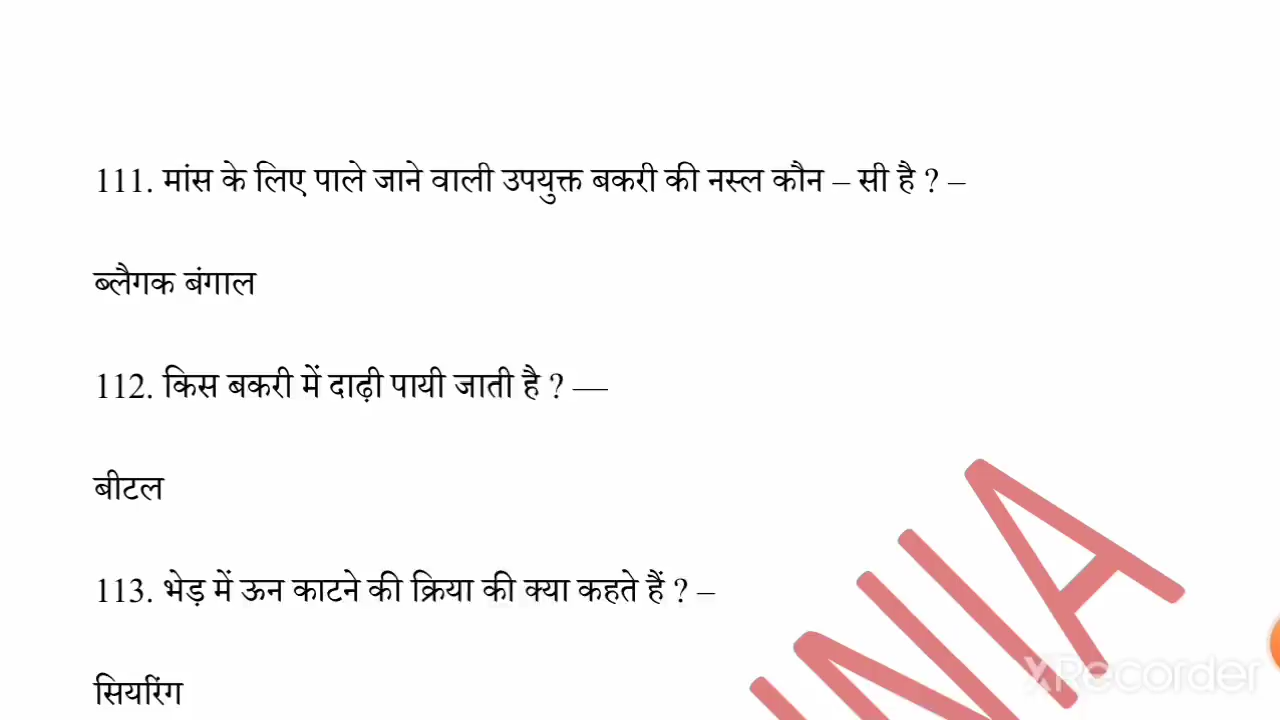 111. मांस के लिए पाले जाने वाली उपयुक्त बकरी की नस्ल कौन – सी है ? –
ब्लैगक बंगाल
112. किस बकरी में दाढ़ी पायी जाती है ? —
बीटल
113. भेड़ में ऊन काटने की क्रिया की क्या कहते हैं ? –
सियरिंग
XRecorder